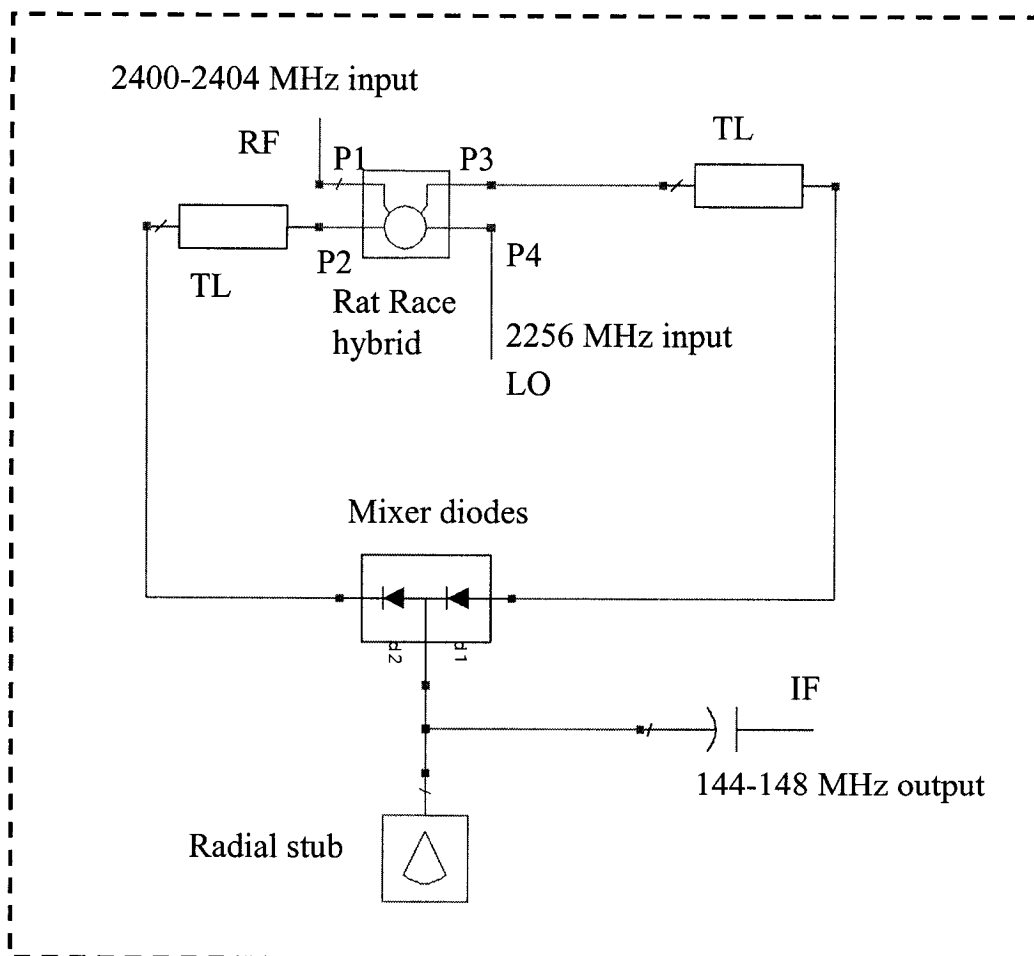 2400-2404 MHz input
RF
P1
P3
TL
P2
P4
TL
Rat Race
hybrid
2256 MHz input
LO
Mixer diodes
d2
d1
IF
144-148 MHz output
Radial stub